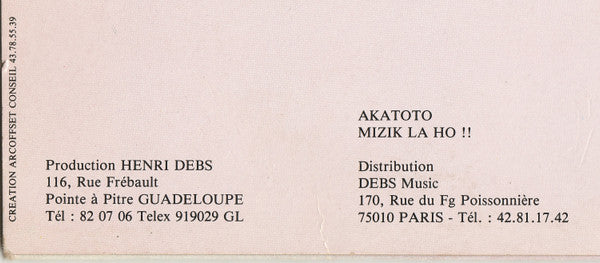 CREATION ARCOFFSET CONSEIL 43.78.55.39
AKATOTO
MIZIK LA HO !!
Production HENRI DEBS
116, Rue Frébault
Pointe à Pitre GUADELOUPE
Tél : 82 07 06 Telex 919029 GL
Distribution
DEBS Music
170, Rue du Fg Poissonnière
75010 PARIS - Tél. : 42.81.17.42